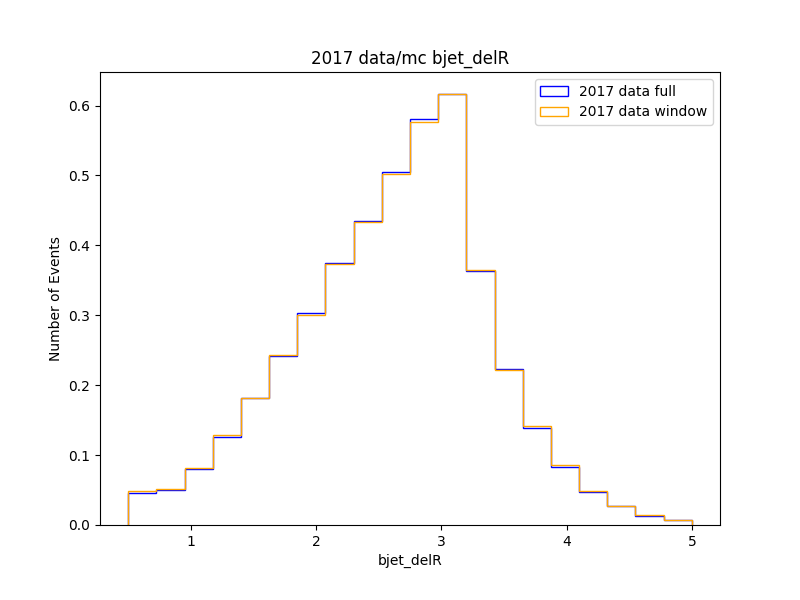 2017 data/mc bjet_delR
2017 data full
2017 data window
Number of Events
0.6
0.5
0.4
0.3
0.2
0.1
0.0
1 2 3 4 5
bjet_delR